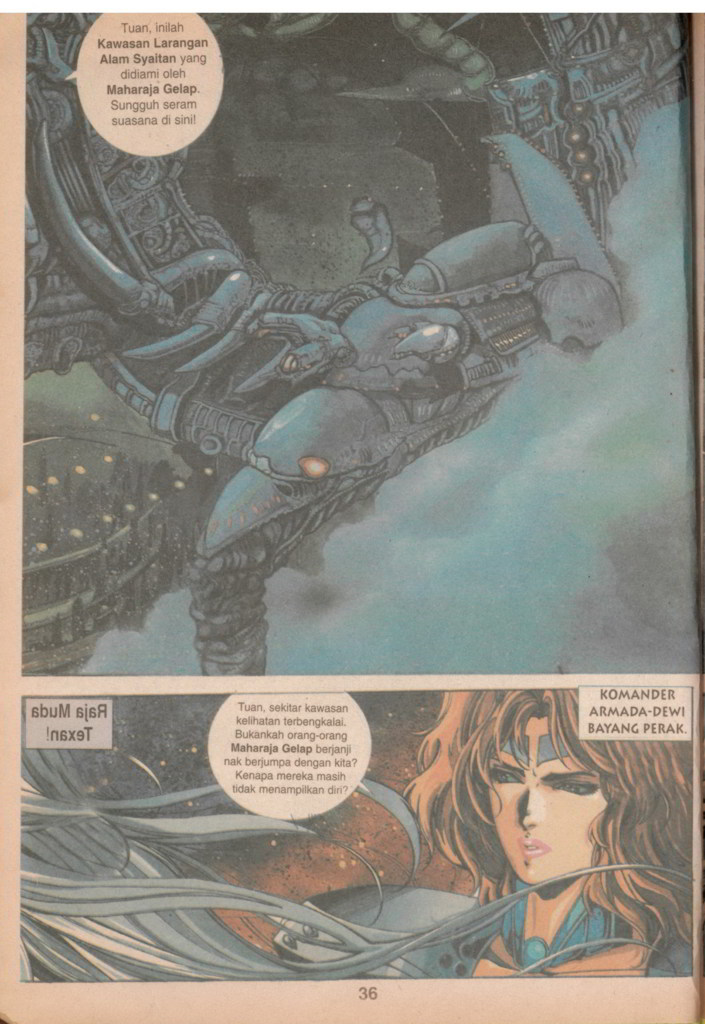 Tuan, inilah
Kawasan Larangan
Alam Syaitan yang
didiami oleh
Maharaja Gelap.
Sungguh seram
suasana di sini!
Raja Muda
Texan!
Tuan, sekitar kawasan
kelihatan terbengkalai.
Bukankah orang-orang
Maharaja Gelap berjanji
nak berjumpa dengan kita?
Kenapa mereka masih
tidak menampilkan diri?
KOMANDER
ARMADA-DEWI
BAYANG PERAK.
36